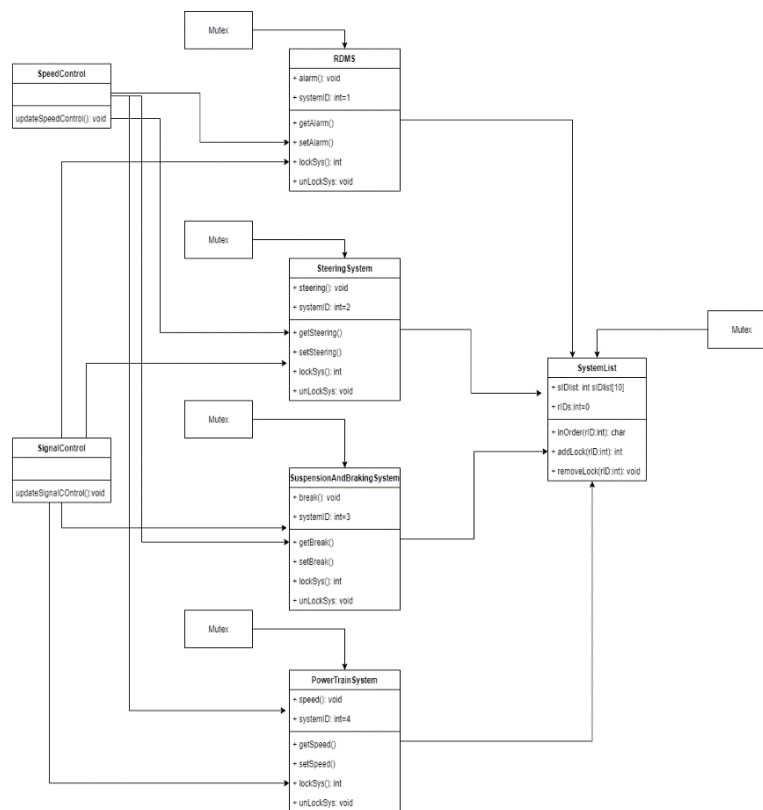 Mutex
RDMS
+ alarm(): void
+ systemID: int=1
+ getAlarm()
+ setAlarm()
+ lockSys(): int
+ unLockSys: void
SpeedControl
updateSpeedControl(): void
Mutex
SteeringSystem
+ steering(): void
+ systemID: int=2
+ getSteering()
+ setSteering()
+ lockSys(): int
+ unLockSys: void
Mutex
SystemList
+ sIDlist: int sIDlist[10]
+ rIDs:int=0
+ inOrder(rID:int): char
+ addLock(rID:int): int
+ removeLock(rID:int): void
Mutex
SignalControl
updateSignalCOntrol():void
SuspensionAndBrakingSystem
+ break(): void
+ systemID: int=3
+ getBreak()
+ setBreak()
+ lockSys(): int
+ unLockSys: void
Mutex
PowerTrainSystem
+ speed(): void
+ systemID: int=4
+ getSpeed()
+ setSpeed()
+ lockSys(): int
+ unLockSys: void